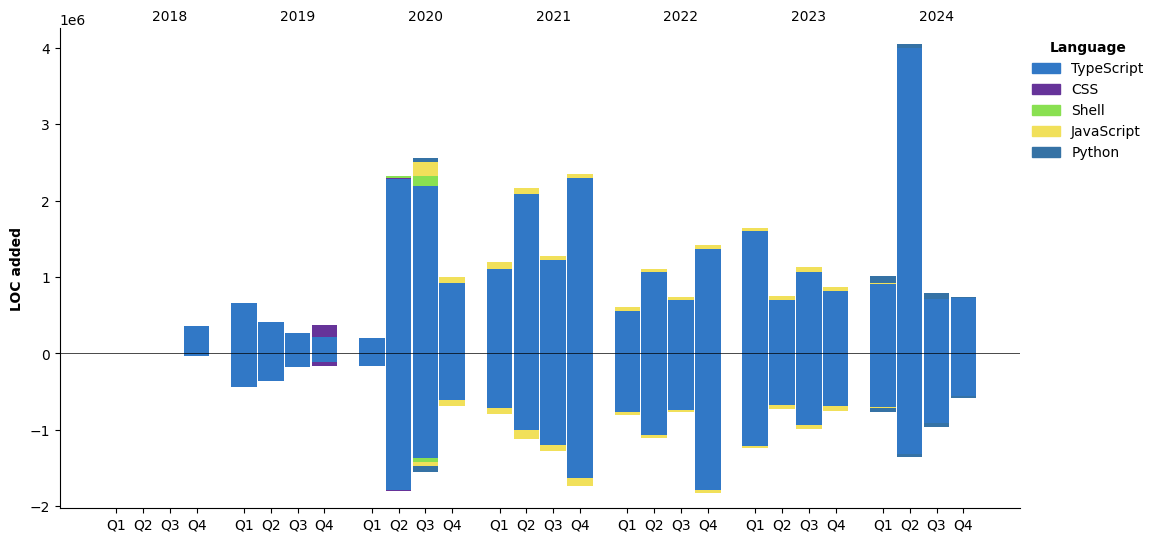 1e6 2018 2019 2020 2021 2022 2023 2024
Language
TypeScript
CSS
Shell
JavaScript
Python
LOC added
4
3
2
1
0
−1
−2
Q1 Q2 Q3 Q4 Q1 Q2 Q3 Q4 Q1 Q2 Q3 Q4 Q1 Q2 Q3 Q4 Q1 Q2 Q3 Q4 Q1 Q2 Q3 Q4 Q1 Q2 Q3 Q4